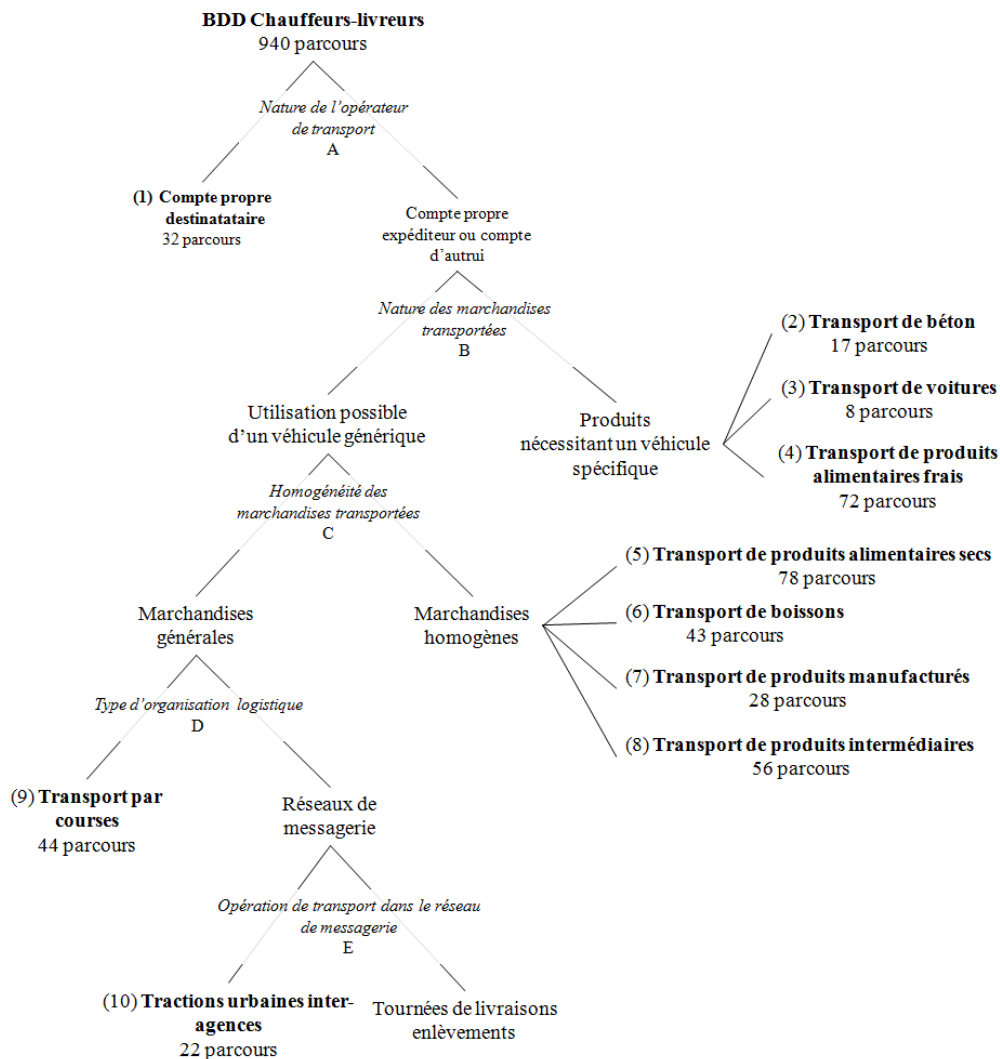 BDD Chauffeurs-livreurs
940 parcours
Nature de l’opérateur
de transport
A
(1) Compte propre
destinatataire
32 parcours
Compte propre
expéditeur ou compte
d’autrui
Nature des marchandises
transportées
B
Utilisation possible
d’un véhicule générique
Produits
nécessitant un véhicule
spécifique
(2) Transport de béton
17 parcours
(3) Transport de voitures
8 parcours
(4) Transport de produits
alimentaires frais
72 parcours
Homogénéité des
marchandises transportées
C
Marchandises
générales
Marchandises
homogènes
(5) Transport de produits alimentaires secs
78 parcours
(6) Transport de boissons
43 parcours
(7) Transport de produits manufacturés
28 parcours
(8) Transport de produits intermédiaires
56 parcours
Type d’organisation logistique
D
(9) Transport par
courses
44 parcours
Réseaux de
messagerie
Opération de transport dans le réseau
de messagerie
E
(10) Tractions urbaines inter-
agences
22 parcours
Tournées de livraisons
enlèvements